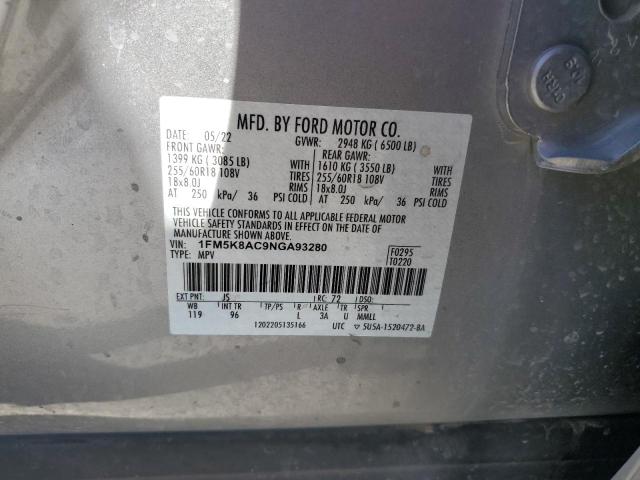 MFD. BY FORD MOTOR CO.
DATE: 05/22 GVWR: 2948 KG ( 6500 LB)
FRONT GAWR: REAR GAWR:
1399 KG ( 3085 LB) WITH 1610 KG ( 3550 LB) WITH
255/60R18 108V TIRES 255/60R18 108V TIRES
18x8.0J RIMS 18x8.0J RIMS
AT 250 kPa/ 36 PSI COLD AT 250 kPa/ 36 PSI COLD
THIS VEHICLE CONFORMS TO ALL APPLICABLE FEDERAL MOTOR
VEHICLE SAFETY STANDARDS IN EFFECT ON THE DATE OF
MANUFACTURE SHOWN ABOVE.
VIN: 1FM5K8AC9NGA93280 F0295
TYPE: MPV T0220
EXT PNT: JS RC: 72 DSO:
WB INT TR TP/PS R AXLE TR SPR
119 96 L 3A U MMLL
1202205135166 UTC ▽ 5U5A-1520472-BA